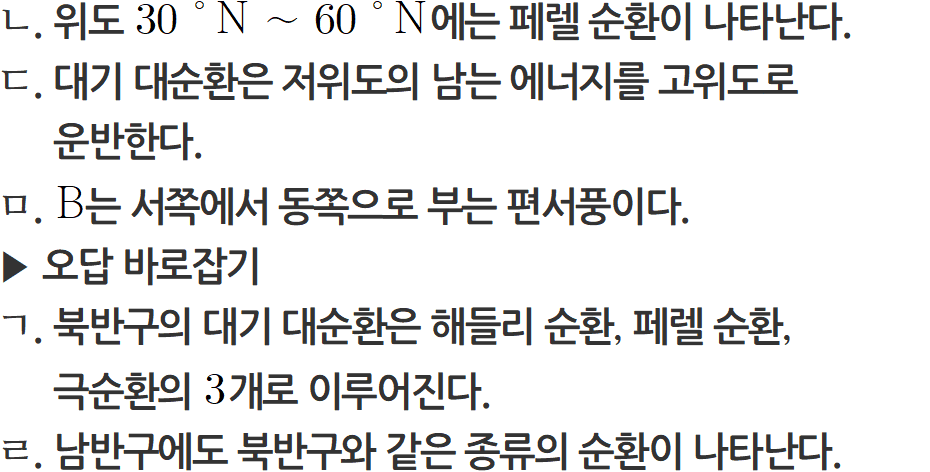 ㄴ. 위도 30°N ~ 60°N에는 페렐 순환이 나타난다.
ㄷ. 대기 대순환은 저위도의 남는 에너지를 고위도로
운반한다.
ㅁ. B는 서쪽에서 동쪽으로 부는 편서풍이다.
▶ 오답 바로잡기
ㄱ. 북반구의 대기 대순환은 해들리 순환, 페렐 순환,
극순환의 3개로 이루어진다.
ㄹ. 남반구에도 북반구와 같은 종류의 순환이 나타난다.